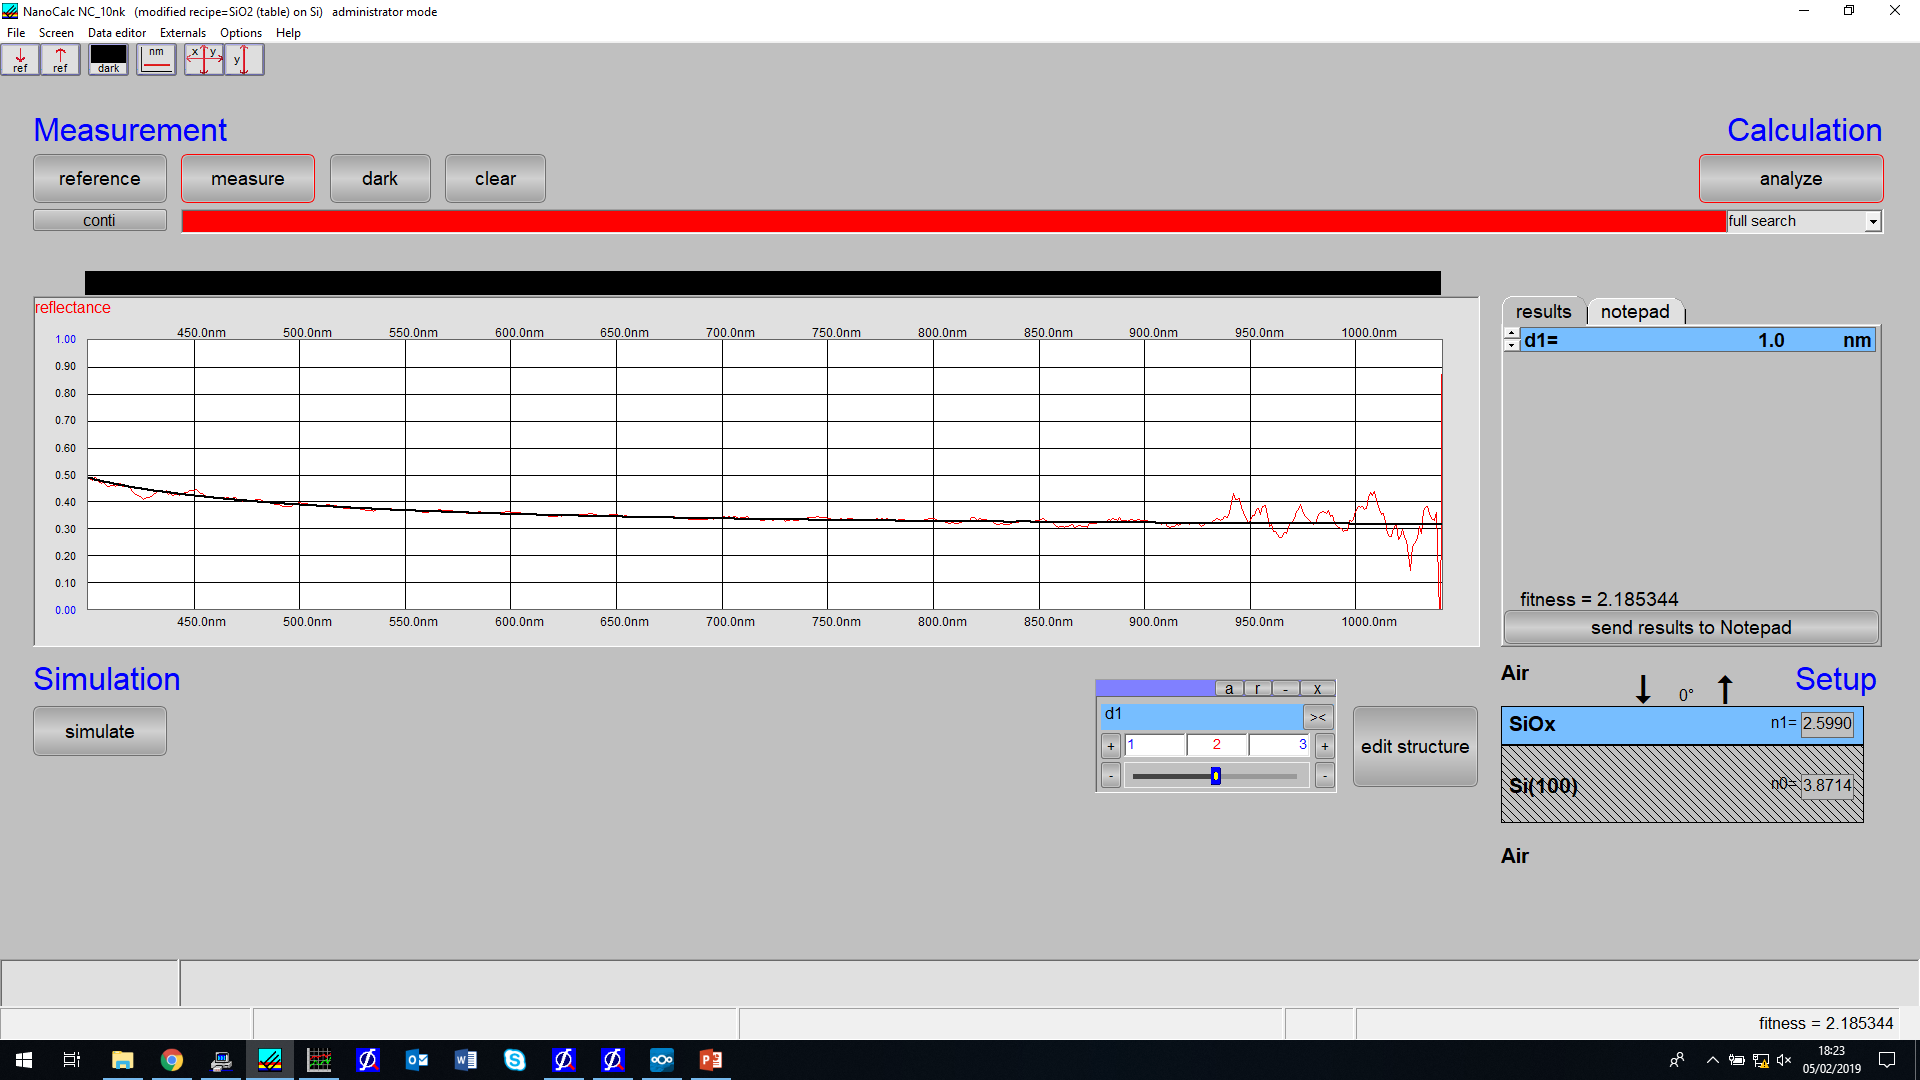 NanoCalc NC_10nk (modified recipe=SiO2 (table) on Si) administrator mode
File Screen Data editor Externals Options Help
ref ref dark nm x y y
Measurement
Calculation
reference measure dark clear
analyze
conti
full search
reflectance
450.0nm 500.0nm 550.0nm 600.0nm 650.0nm 700.0nm 750.0nm 800.0nm 850.0nm 900.0nm 950.0nm 1000.0nm
1.00
0.90
0.80
0.70
0.60
0.50
0.40
0.30
0.20
0.10
0.00
450.0nm 500.0nm 550.0nm 600.0nm 650.0nm 700.0nm 750.0nm 800.0nm 850.0nm 900.0nm 950.0nm 1000.0nm
results notepad
d1= 1.0 nm
fitness = 2.185344
send results to Notepad
Simulation
simulate
a r - x
d1 ><
+ 1 2 3 +
- -
edit structure
Air
0°
Setup
SiOx n1= 2.5990
Si(100) n0= 3.8714
Air
fitness = 2.185344
18:23
05/02/2019